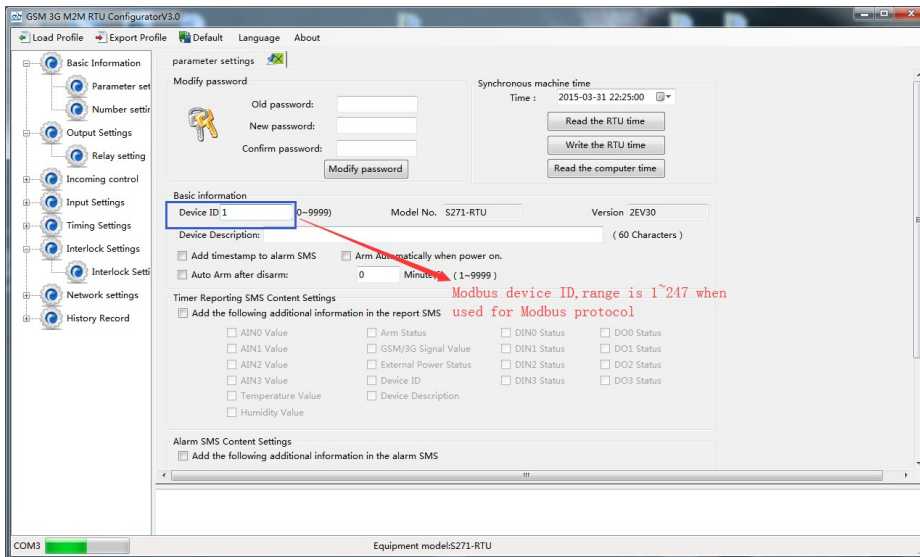 GSM 3G M2M RTU ConfiguratorV3.0
Load Profile Export Profile Default Language About
Basic Information
Parameter set
Number settin
Output Settings
Relay setting
Incoming control
Input Settings
Timing Settings
Interlock Settings
Interlock Setti
Network settings
History Record
parameter settings
Modify password
Old password:
New password:
Confirm password:
Modify password
Synchronous machine time
Time : 2015-03-31 22:25:00
Read the RTU time
Write the RTU time
Read the computer time
Basic information
Device ID 1 0~9999) Model No. S271-RTU Version 2EV30
Device Description: ( 60 Characters )
Add timestamp to alarm SMS Arm Automatically when power on.
Auto Arm after disarm: 0 ( 1~9999 )
Modbus device ID,range is 1~247 when
used for Modbus protocol
Timer Reporting SMS Content Settings
Add the following additional information in the report SMS
AIN0 Value Arm Status DIN0 Status DO0 Status
AIN1 Value GSM/3G Signal Value DIN1 Status DO1 Status
AIN2 Value External Power Status DIN2 Status DO2 Status
AIN3 Value Device ID DIN3 Status DO3 Status
Temperature Value Device Description
Humidity Value
Alarm SMS Content Settings
Add the following additional information in the alarm SMS
COM3 Equipment model:S271-RTU